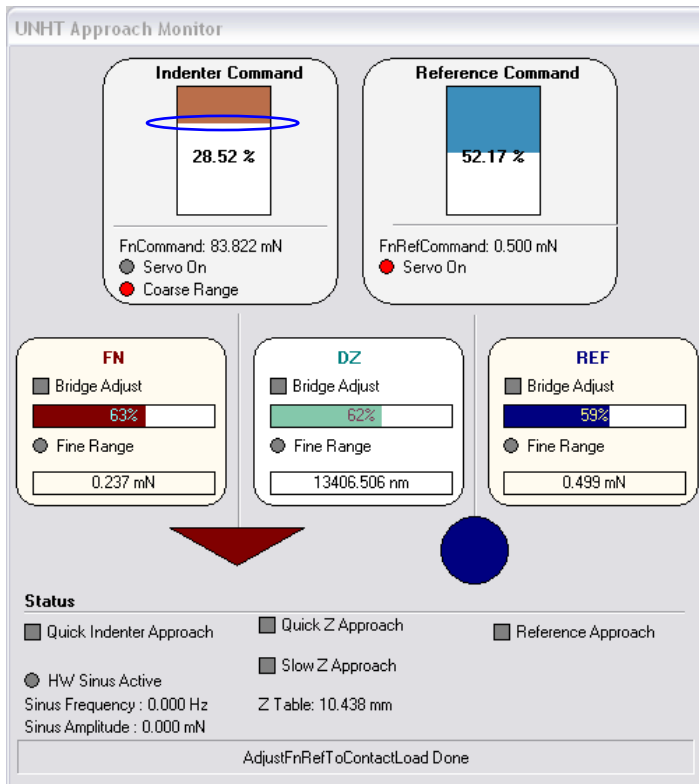 UNHT Approach Monitor
Indenter Command
Reference Command
28.52 %
52.17 %
FnCommand: 83.822 mN
FnRefCommand: 0.500 mN
Servo On
Servo On
Coarse Range
FN
DZ
REF
Bridge Adjust
Bridge Adjust
Bridge Adjust
63%
62%
59%
Fine Range
Fine Range
Fine Range
0.237 mN
13406.506 nm
0.499 mN
Status
Quick Indenter Approach
Quick Z Approach
Reference Approach
Slow Z Approach
HW Sinus Active
Sinus Frequency : 0.000 Hz
Z Table: 10.438 mm
Sinus Amplitude : 0.000 mN
AdjustFnRefToContactLoad Done